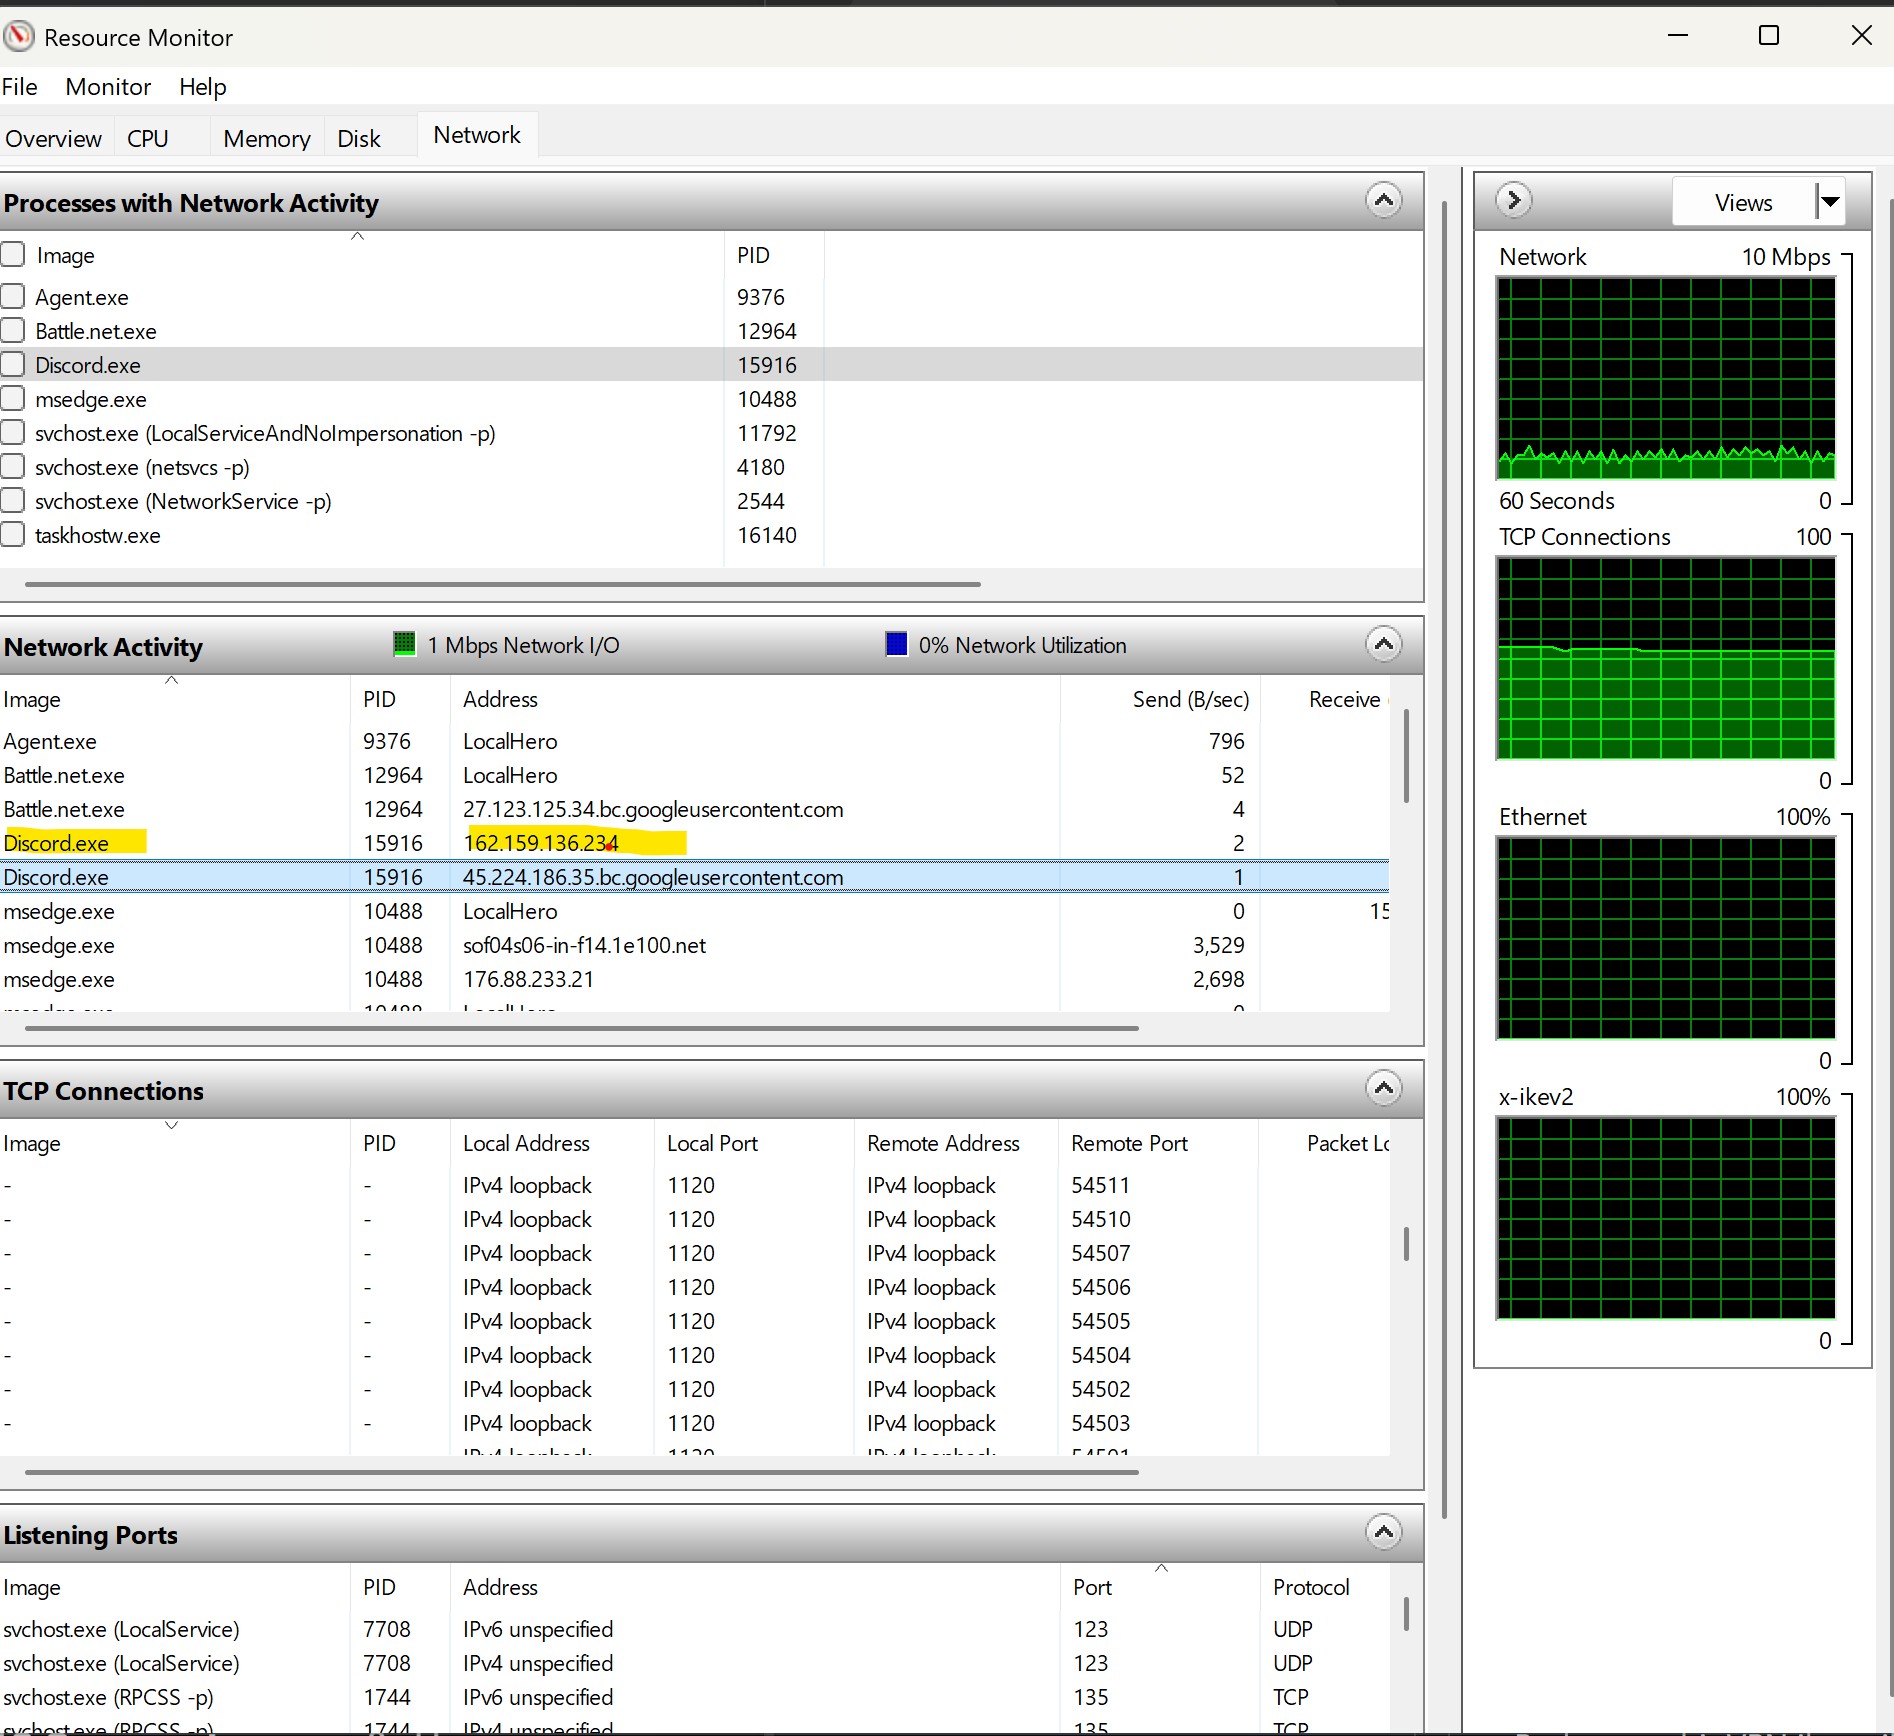 Resource Monitor
File Monitor Help
Overview CPU Memory Disk Network
Processes with Network Activity
Image PID
Agent.exe 9376
Battle.net.exe 12964
Discord.exe 15916
msedge.exe 10488
svchost.exe (LocalServiceAndNoImpersonation -p) 11792
svchost.exe (netsvcs -p) 4180
svchost.exe (NetworkService -p) 2544
taskhostw.exe 16140
Network Activity 1 Mbps Network I/O 0% Network Utilization
Image PID Address Send (B/sec) Receive
Agent.exe 9376 LocalHero 796
Battle.net.exe 12964 LocalHero 52
Battle.net.exe 12964 27.123.125.34.bc.googleusercontent.com 4
Discord.exe 15916 162.159.136.234 2
Discord.exe 15916 45.224.186.35.bc.googleusercontent.com 1
msedge.exe 10488 LocalHero 0 15
msedge.exe 10488 sof04s06-in-f14.1e100.net 3,529
msedge.exe 10488 176.88.233.21 2,698
msedge.exe 10488 LocalHero 0
TCP Connections
Image PID Local Address Local Port Remote Address Remote Port Packet Lo
- - IPv4 loopback 1120 IPv4 loopback 54511
- - IPv4 loopback 1120 IPv4 loopback 54510
- - IPv4 loopback 1120 IPv4 loopback 54507
- - IPv4 loopback 1120 IPv4 loopback 54506
- - IPv4 loopback 1120 IPv4 loopback 54505
- - IPv4 loopback 1120 IPv4 loopback 54504
- - IPv4 loopback 1120 IPv4 loopback 54502
- - IPv4 loopback 1120 IPv4 loopback 54503
IPv4 loopback 1120 IPv4 loopback 54501
Listening Ports
Image PID Address Port Protocol
svchost.exe (LocalService) 7708 IPv6 unspecified 123 UDP
svchost.exe (LocalService) 7708 IPv4 unspecified 123 UDP
svchost.exe (RPCSS -p) 1744 IPv6 unspecified 135 TCP
svchost.exe (RPCSS -p) 1744 IPv4 unspecified 135 TCP
Views
Network 10 Mbps
60 Seconds 0
TCP Connections 100
0
Ethernet 100%
0
x-ikev2 100%
0